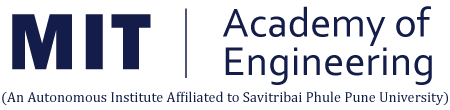 MIT
Academy of
Engineering
(An Autonomous Institute Affiliated to Savitribai Phule Pune University)